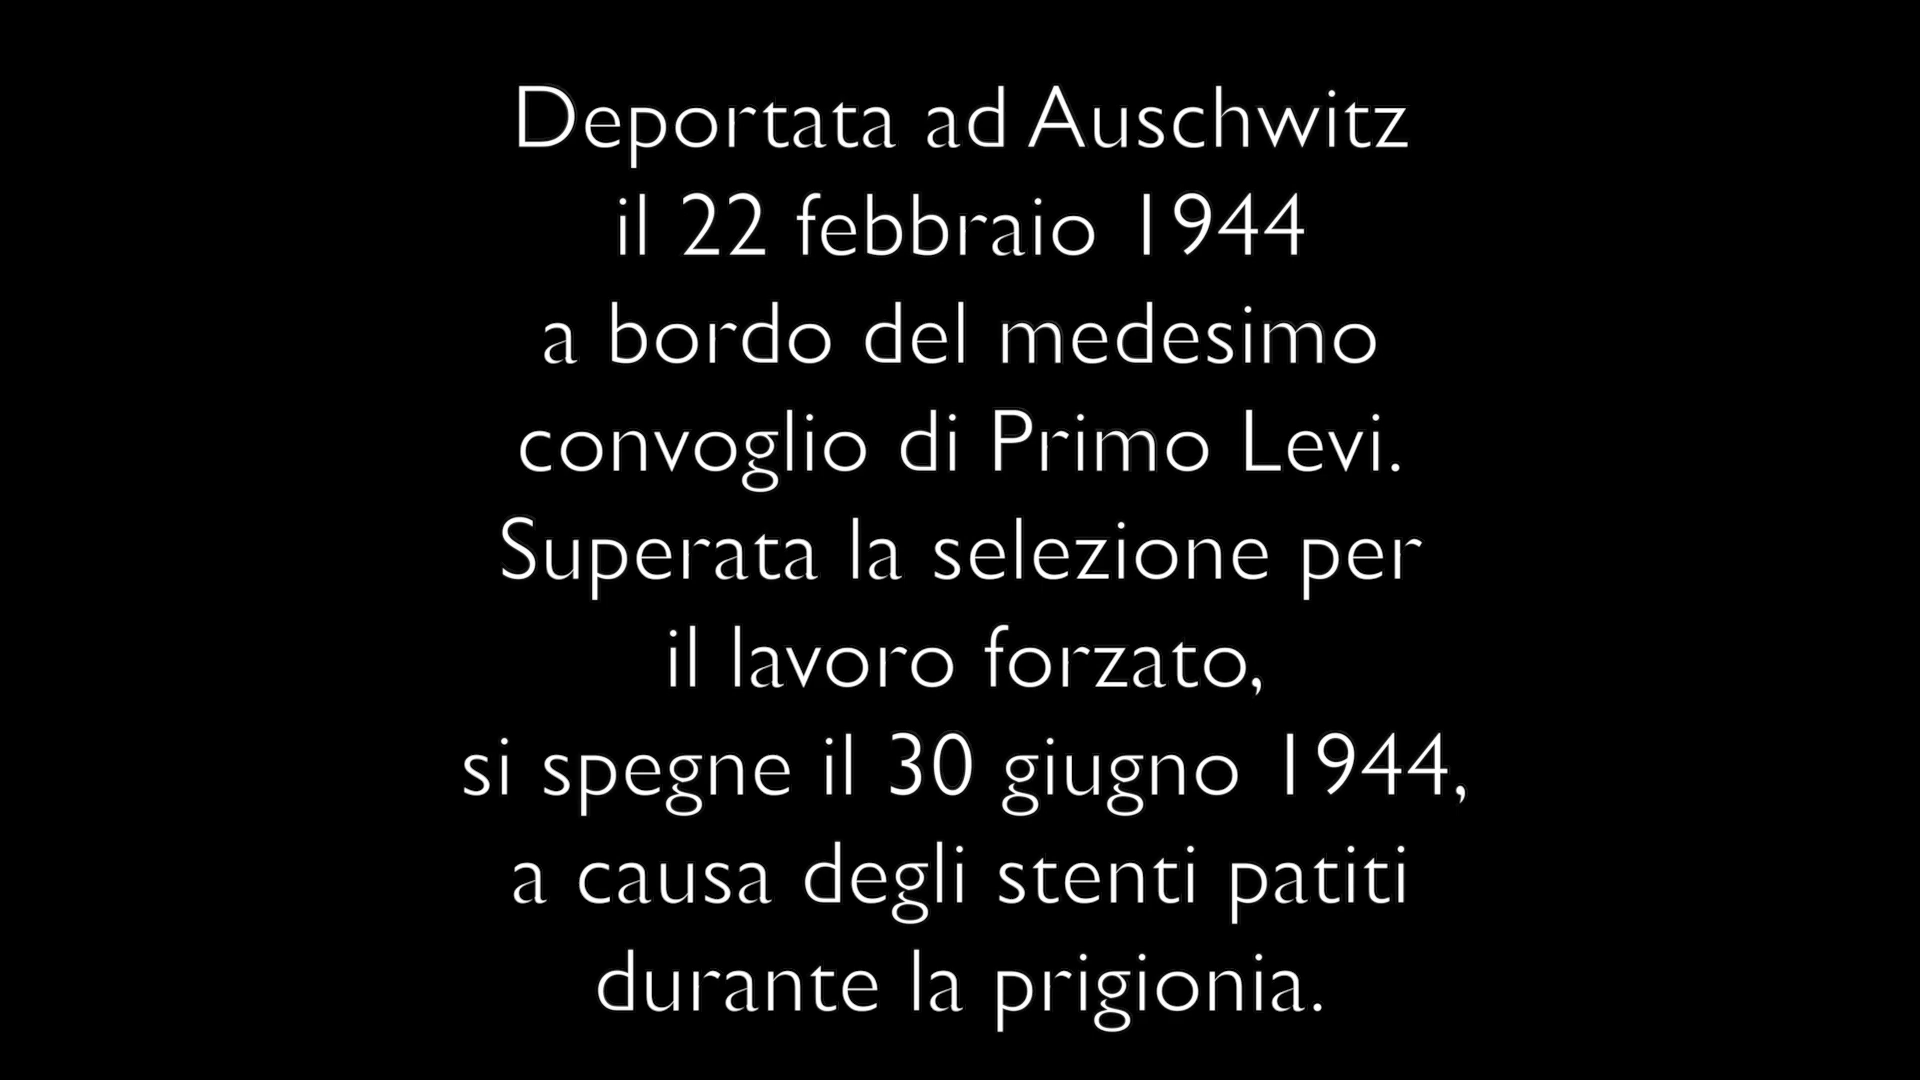 Deportata ad Auschwitz
il 22 febbraio 1944
a bordo del medesimo
convoglio di Primo Levi.
Superata la selezione per
il lavoro forzato,
si spegne il 30 giugno 1944,
a causa degli stenti patiti
durante la prigionia.